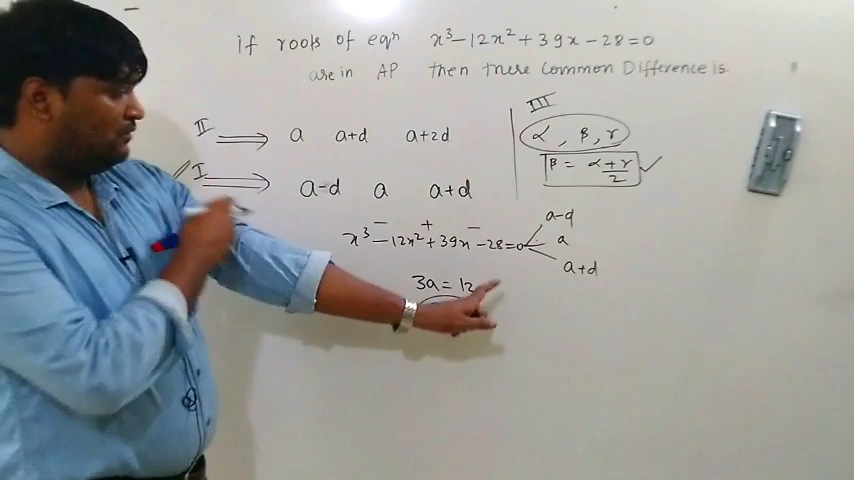 if roots of eqn x³-12x²+39x-28=0
are in AP then there Common Difference is.
II ⟹ a a+d a+2d
I ⟹ a-d a a+d
III
α, β, γ
β = α+γ/2 ✓
- + -
x³-12x²+39x-28=0
a-d
a
a+d
3a=12